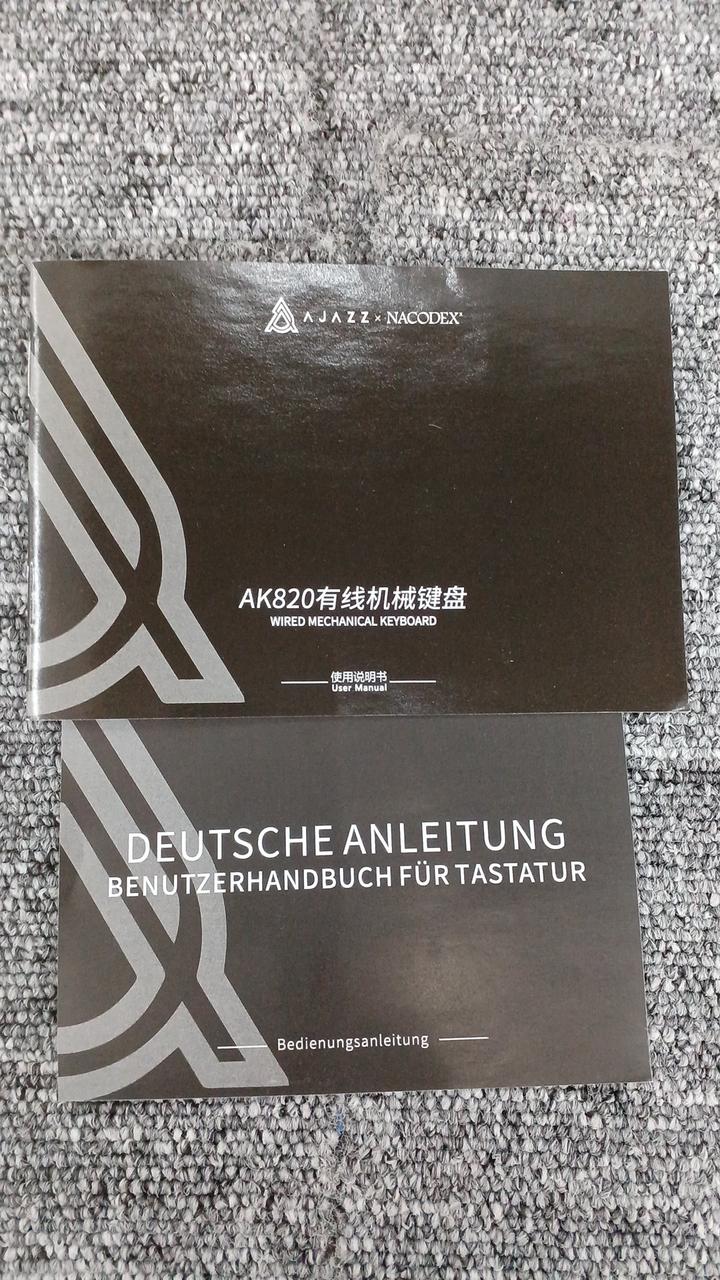 AJAZZ × NACODEX
AK820有线机械键盘
WIRED MECHANICAL KEYBOARD
使用说明书
User Manual
DEUTSCHE ANLEITUNG
BENUTZERHANDBUCH FÜR TASTATUR
Bedienungsanleitung